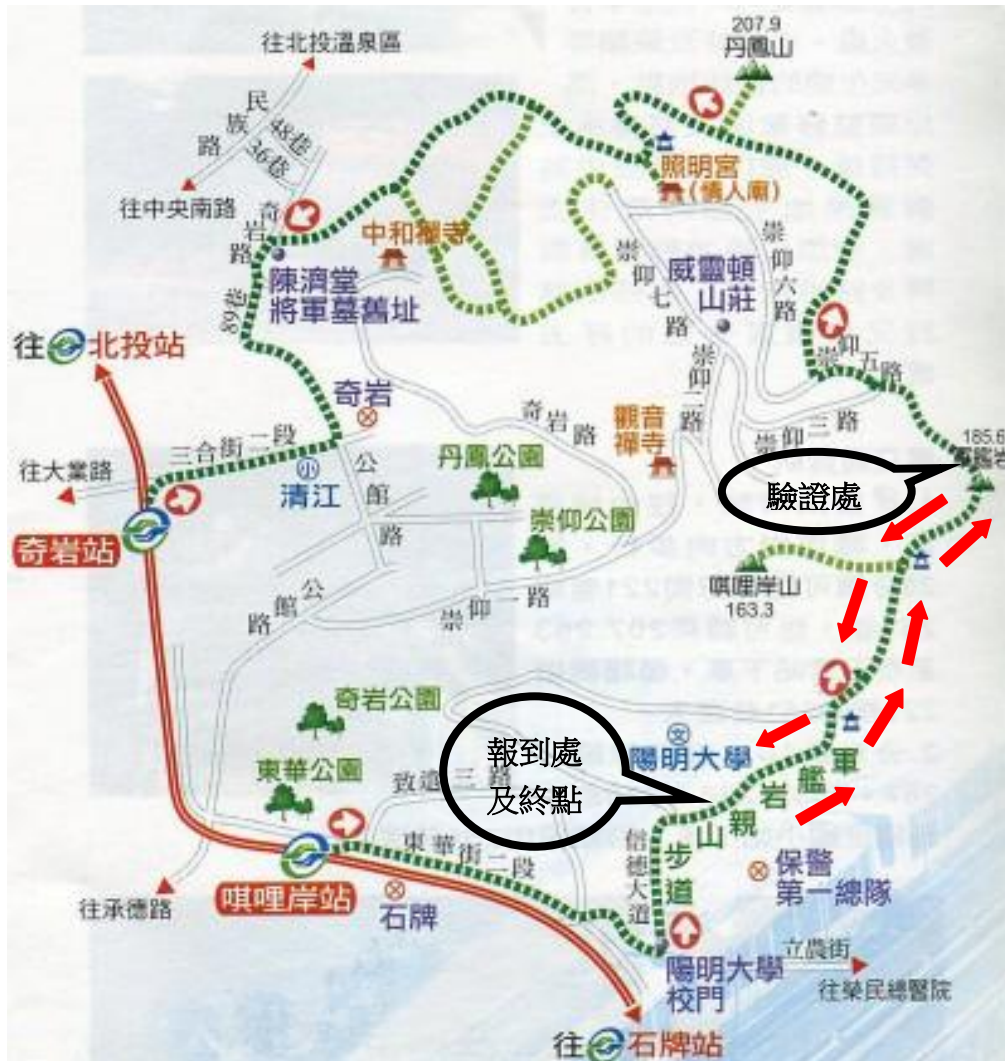 207.9
丹鳳山
往北投溫泉區
民族路
48巷
36巷
往中央南路
奇岩路
照明宮
(情人廟)
中和禪寺
陳濟堂
將軍墓舊址
89巷
崇仰七路
崇仰六路
威靈頓
山莊
往北投站
崇仰五路
崇仰二路
崇仰三路
奇岩
奇岩路
觀音
禪寺
185.6
三合街二段
往大業路
小
清江
公館路
丹鳳公園
驗證處
奇岩站
崇仰公園
唭哩岸山
163.3
公館路
崇仰一路
奇岩公園
報到處
及終點
文
陽明大學
軍艦岩親山步道
東華公園
致遠三路
信德大道
東華街二段
保警
第一總隊
唭哩岸站
石牌
往承德路
立農街
陽明大學
校門
往榮民總醫院
往石牌站